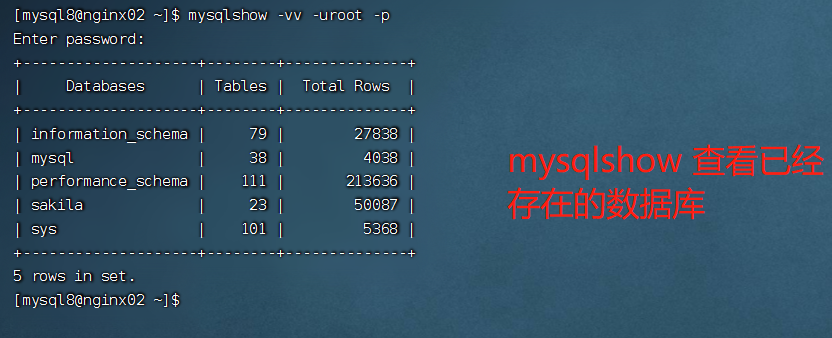 [mysql8@nginx02 ~]$ mysqlshow -vv -uroot -p
Enter password:
+--------------------+--------+--------------+
|     Databases      | Tables |  Total Rows  |
+--------------------+--------+--------------+
| information_schema |     79 |        27838 |
| mysql              |     38 |         4038 |
| performance_schema |    111 |       213636 |
| sakila             |     23 |        50087 |
| sys                |    101 |         5368 |
+--------------------+--------+--------------+
5 rows in set.
[mysql8@nginx02 ~]$
mysqlshow 查看已经
存在的数据库